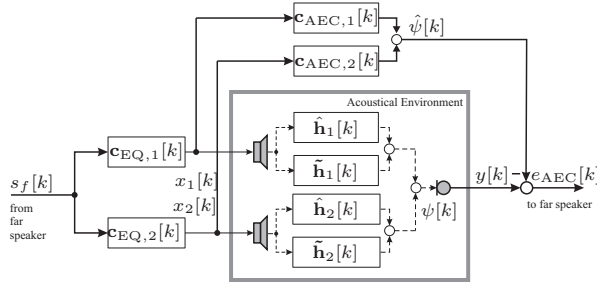 c_AEC,1[k]
ψ̂[k]
c_AEC,2[k]
Acoustical Environment
ĥ_1[k]
c_EQ,1[k]
h̃_1[k]
s_f[k]
x_1[k]
y[k]
−
e_AEC[k]
from
far
speaker
x_2[k]
ĥ_2[k]
ψ[k]
to far speaker
c_EQ,2[k]
h̃_2[k]